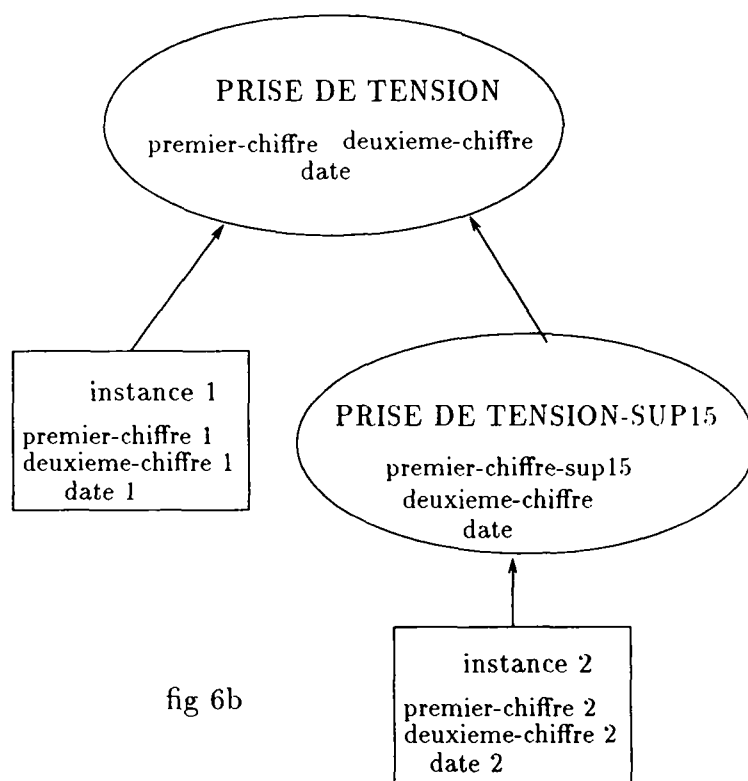 PRISE DE TENSION
premier-chiffre deuxieme-chiffre
date
instance 1
premier-chiffre 1
deuxieme-chiffre 1
date 1
PRISE DE TENSION-SUP15
premier-chiffre-sup15
deuxieme-chiffre
date
instance 2
premier-chiffre 2
deuxieme-chiffre 2
date 2
fig 6b